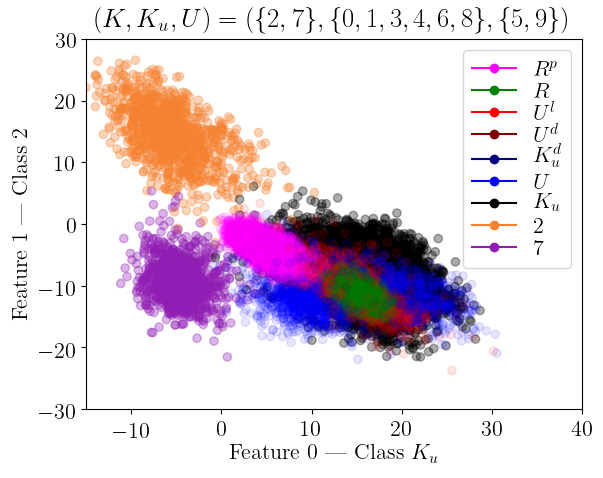 (K, K_u, U) = ({2, 7}, {0, 1, 3, 4, 6, 8}, {5, 9})
30
20
10
0
−10
−20
−30
Feature 1 — Class 2
R^p
R
U^l
U^d
K_u^d
U
K_u
2
7
−10 0 10 20 30 40
Feature 0 — Class K_u